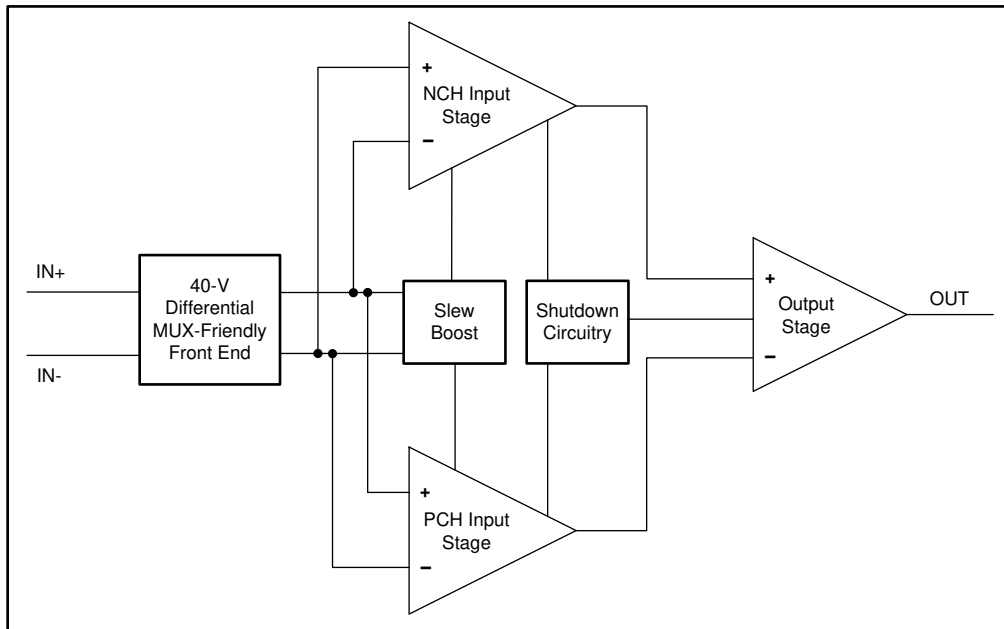 +
NCH Input
Stage
−
IN+
IN-
40-V
Differential
MUX-Friendly
Front End
Slew
Boost
Shutdown
Circuitry
+
Output
Stage
−
OUT
+
PCH Input
Stage
−